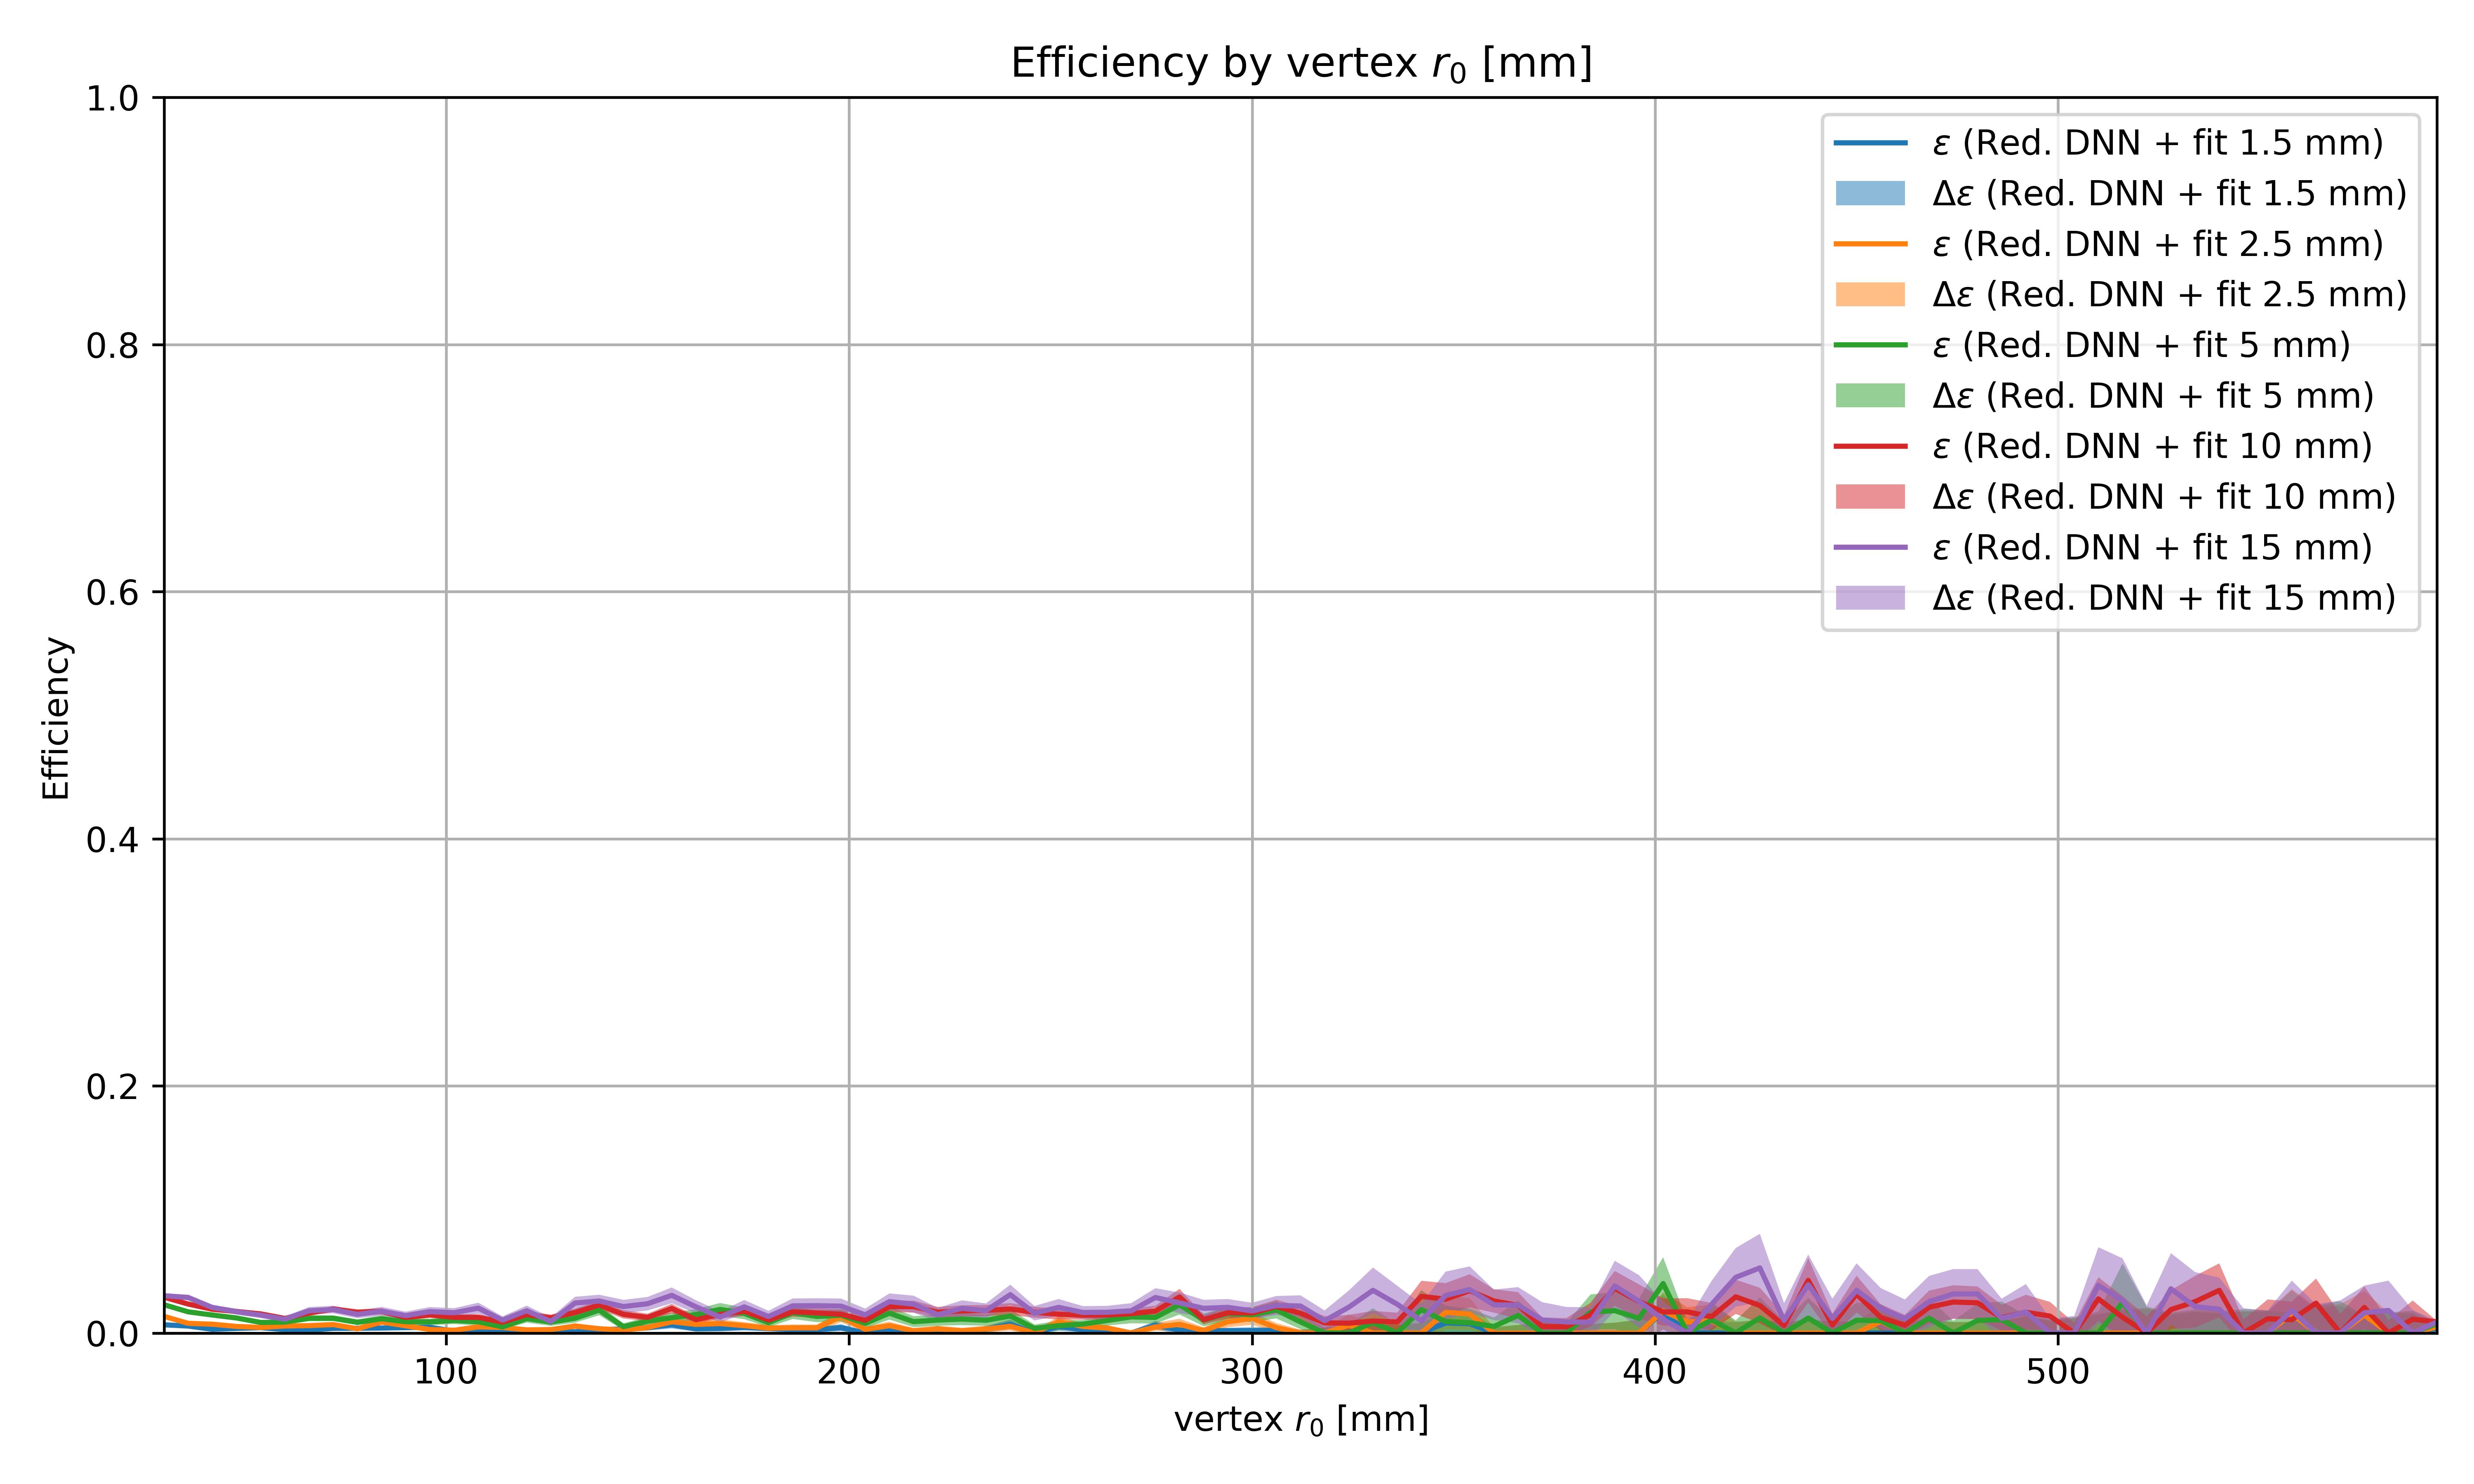 Efficiency by vertex r₀ [mm]
1.0
0.8
0.6
0.4
0.2
0.0
Efficiency
ε (Red. DNN + fit 1.5 mm)
Δε (Red. DNN + fit 1.5 mm)
ε (Red. DNN + fit 2.5 mm)
Δε (Red. DNN + fit 2.5 mm)
ε (Red. DNN + fit 5 mm)
Δε (Red. DNN + fit 5 mm)
ε (Red. DNN + fit 10 mm)
Δε (Red. DNN + fit 10 mm)
ε (Red. DNN + fit 15 mm)
Δε (Red. DNN + fit 15 mm)
100 200 300 400 500
vertex r₀ [mm]